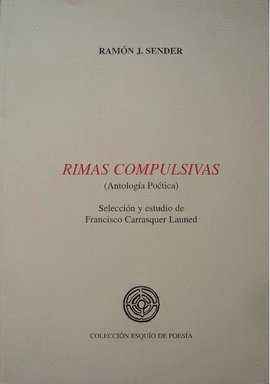 RAMÓN J. SENDER
RIMAS COMPULSIVAS
(Antología Poética)
Selección y estudio de
Francisco Carrasquer Launed
COLECCIÓN ESQUÍO DE POESÍA